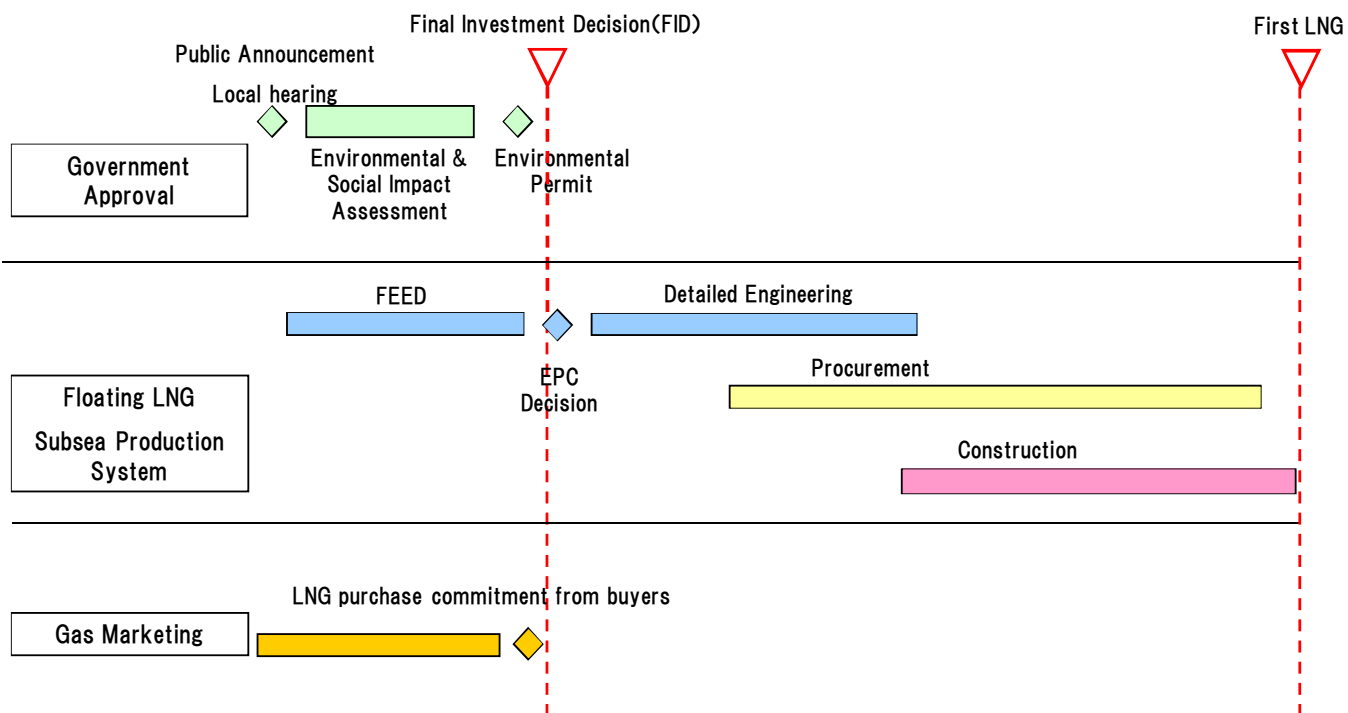 Final Investment Decision(FID)
First LNG
Public Announcement
Local hearing
Government
Approval
Environmental &
Social Impact
Assessment
Environmental
Permit
FEED
Detailed Engineering
EPC
Decision
Procurement
Floating LNG
Subsea Production
System
Construction
LNG purchase commitment from buyers
Gas Marketing